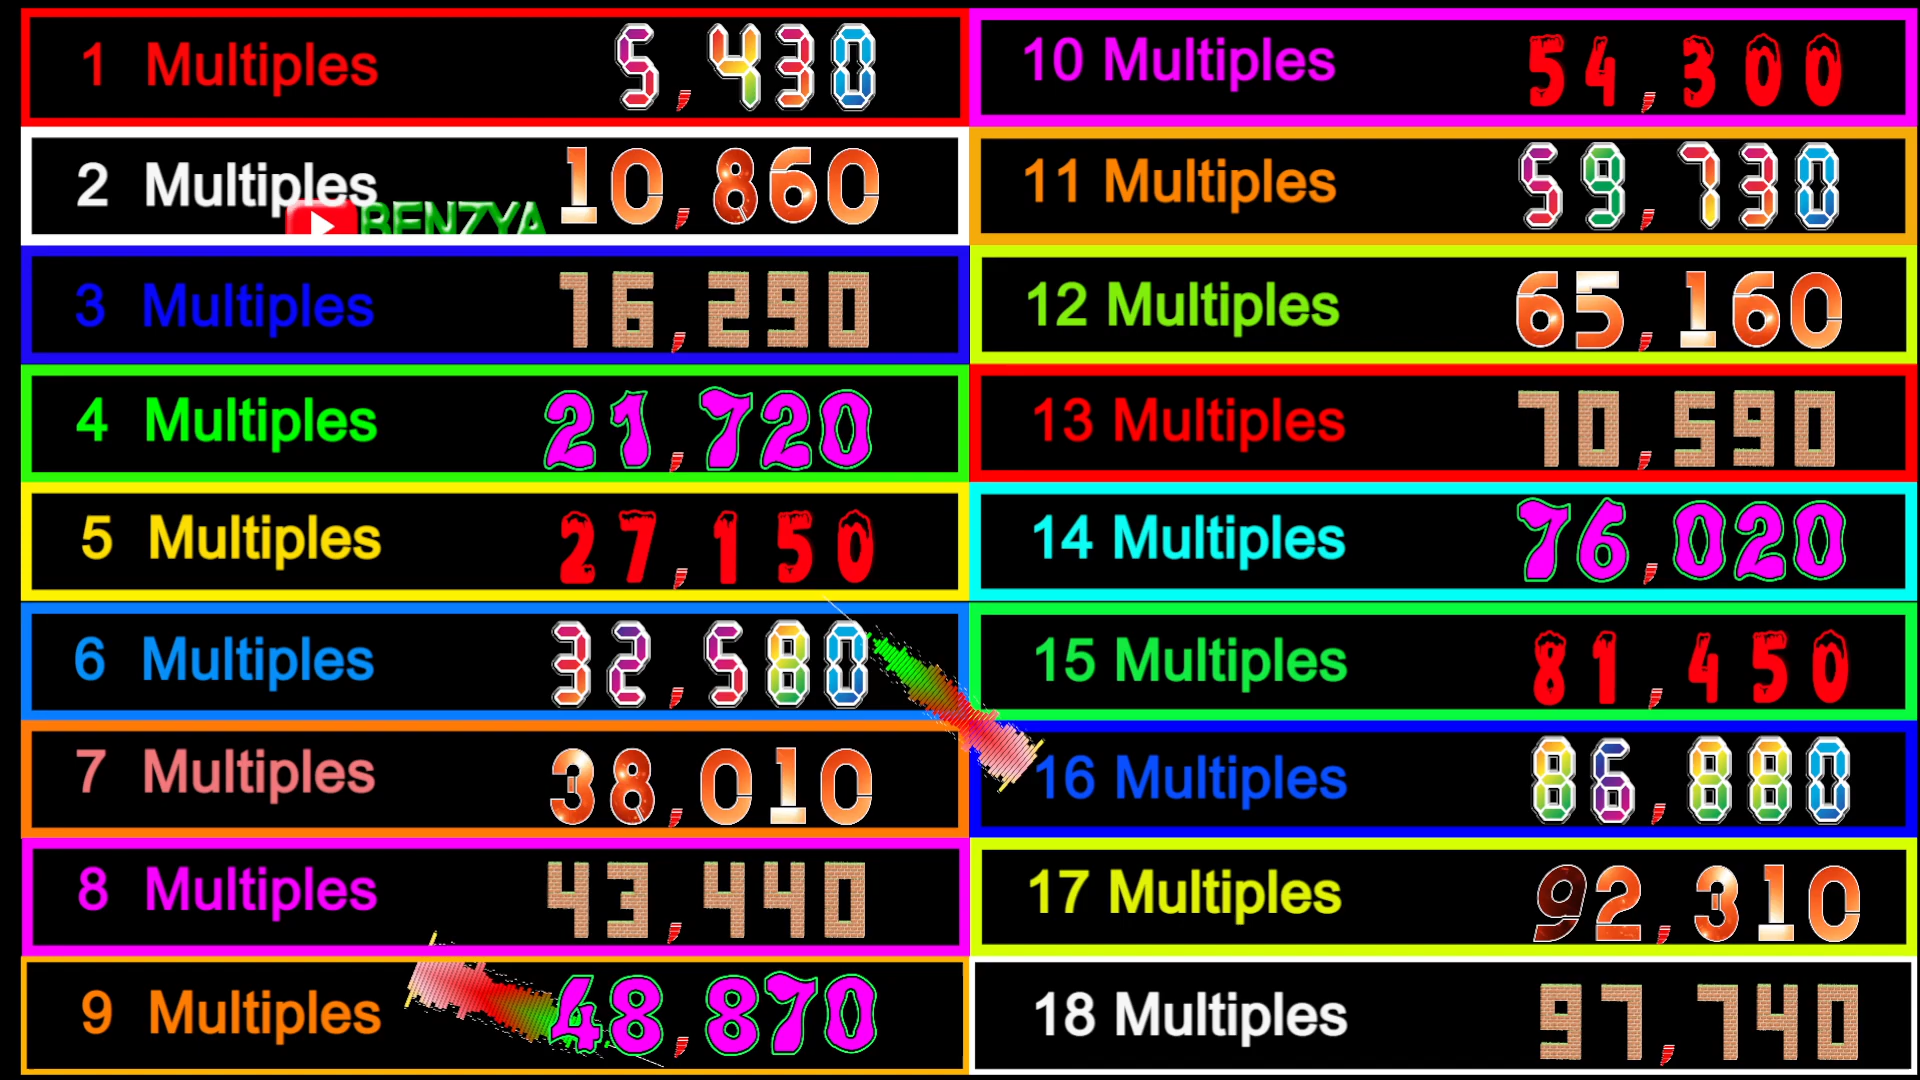 1 Multiples 5,430
2 Multiples 10,860
BENZYA
3 Multiples 16,290
4 Multiples 21,720
5 Multiples 27,150
6 Multiples 32,580
7 Multiples 38,010
8 Multiples 43,440
9 Multiples 48,870
10 Multiples 54,300
11 Multiples 59,730
12 Multiples 65,160
13 Multiples 70,590
14 Multiples 76,020
15 Multiples 81,450
16 Multiples 86,880
17 Multiples 92,310
18 Multiples 97,740